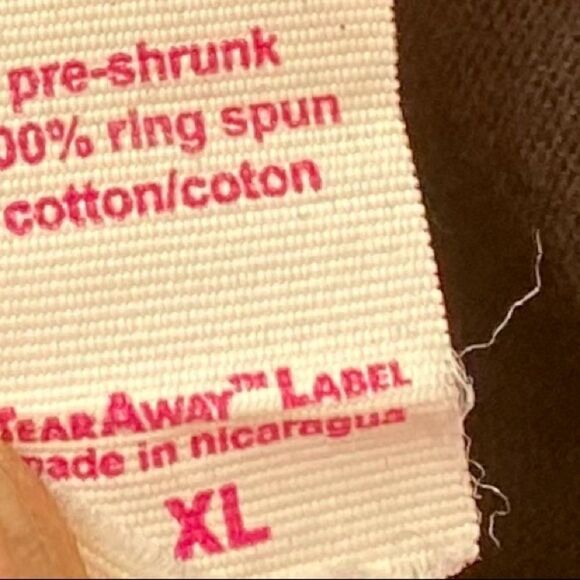 pre-shrunk
00% ring spun
cotton/coton
TEARAWAY™ LABEL
made in nicaragua
XL